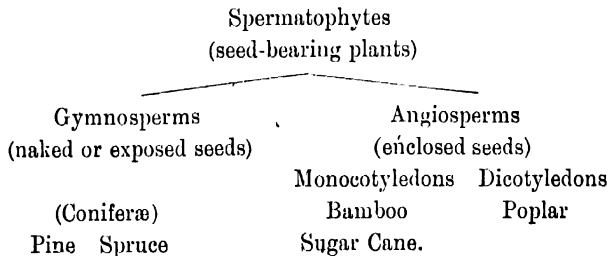 Spermatophytes
(seed-bearing plants)
Gymnosperms Angiosperms
(naked or exposed seeds) (enclosed seeds)
Monocotyledons Dicotyledons
(Coniferæ) Bamboo Poplar
Pine Spruce Sugar Cane.